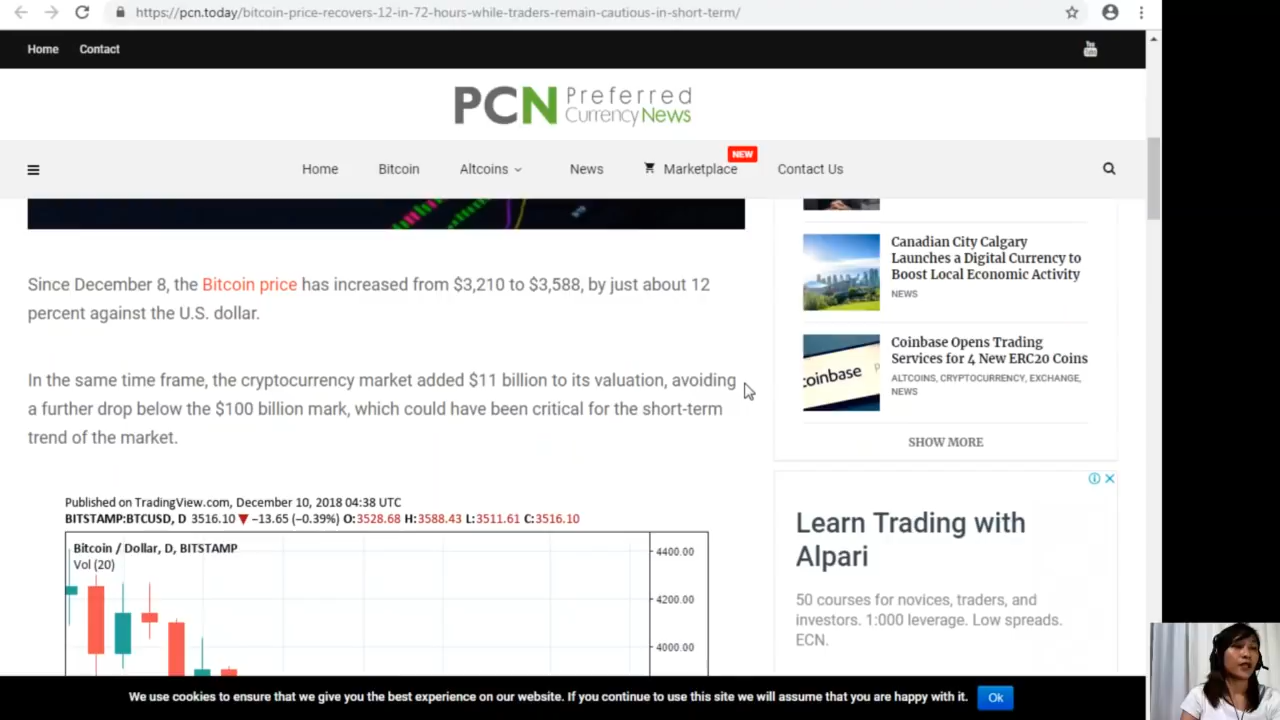 https://pcn.today/bitcoin-price-recovers-12-in-72-hours-while-traders-remain-cautious-in-short-term/
Home Contact
You Tube
PCN Preferred
CurrencyNews
NEW
Home Bitcoin Altcoins News Marketplace Contact Us
Since December 8, the Bitcoin price has increased from $3,210 to $3,588, by just about 12
percent against the U.S. dollar.
In the same time frame, the cryptocurrency market added $11 billion to its valuation, avoiding
a further drop below the $100 billion mark, which could have been critical for the short-term
trend of the market.
Published on TradingView.com, December 10, 2018 04:38 UTC
BITSTAMP:BTCUSD, D 3516.10 ▼ −13.65 (−0.39%) O:3528.68 H:3588.43 L:3511.61 C:3516.10
Bitcoin / Dollar, D, BITSTAMP
Vol (20)
4400.00
4200.00
4000.00
Canadian City Calgary
Launches a Digital Currency to
Boost Local Economic Activity
NEWS
coinbase
Coinbase Opens Trading
Services for 4 New ERC20 Coins
ALTCOINS, CRYPTOCURRENCY, EXCHANGE,
NEWS
SHOW MORE
Learn Trading with
Alpari
50 courses for novices, traders, and
investors. 1:000 leverage. Low spreads.
ECN.
We use cookies to ensure that we give you the best experience on our website. If you continue to use this site we will assume that you are happy with it. Ok